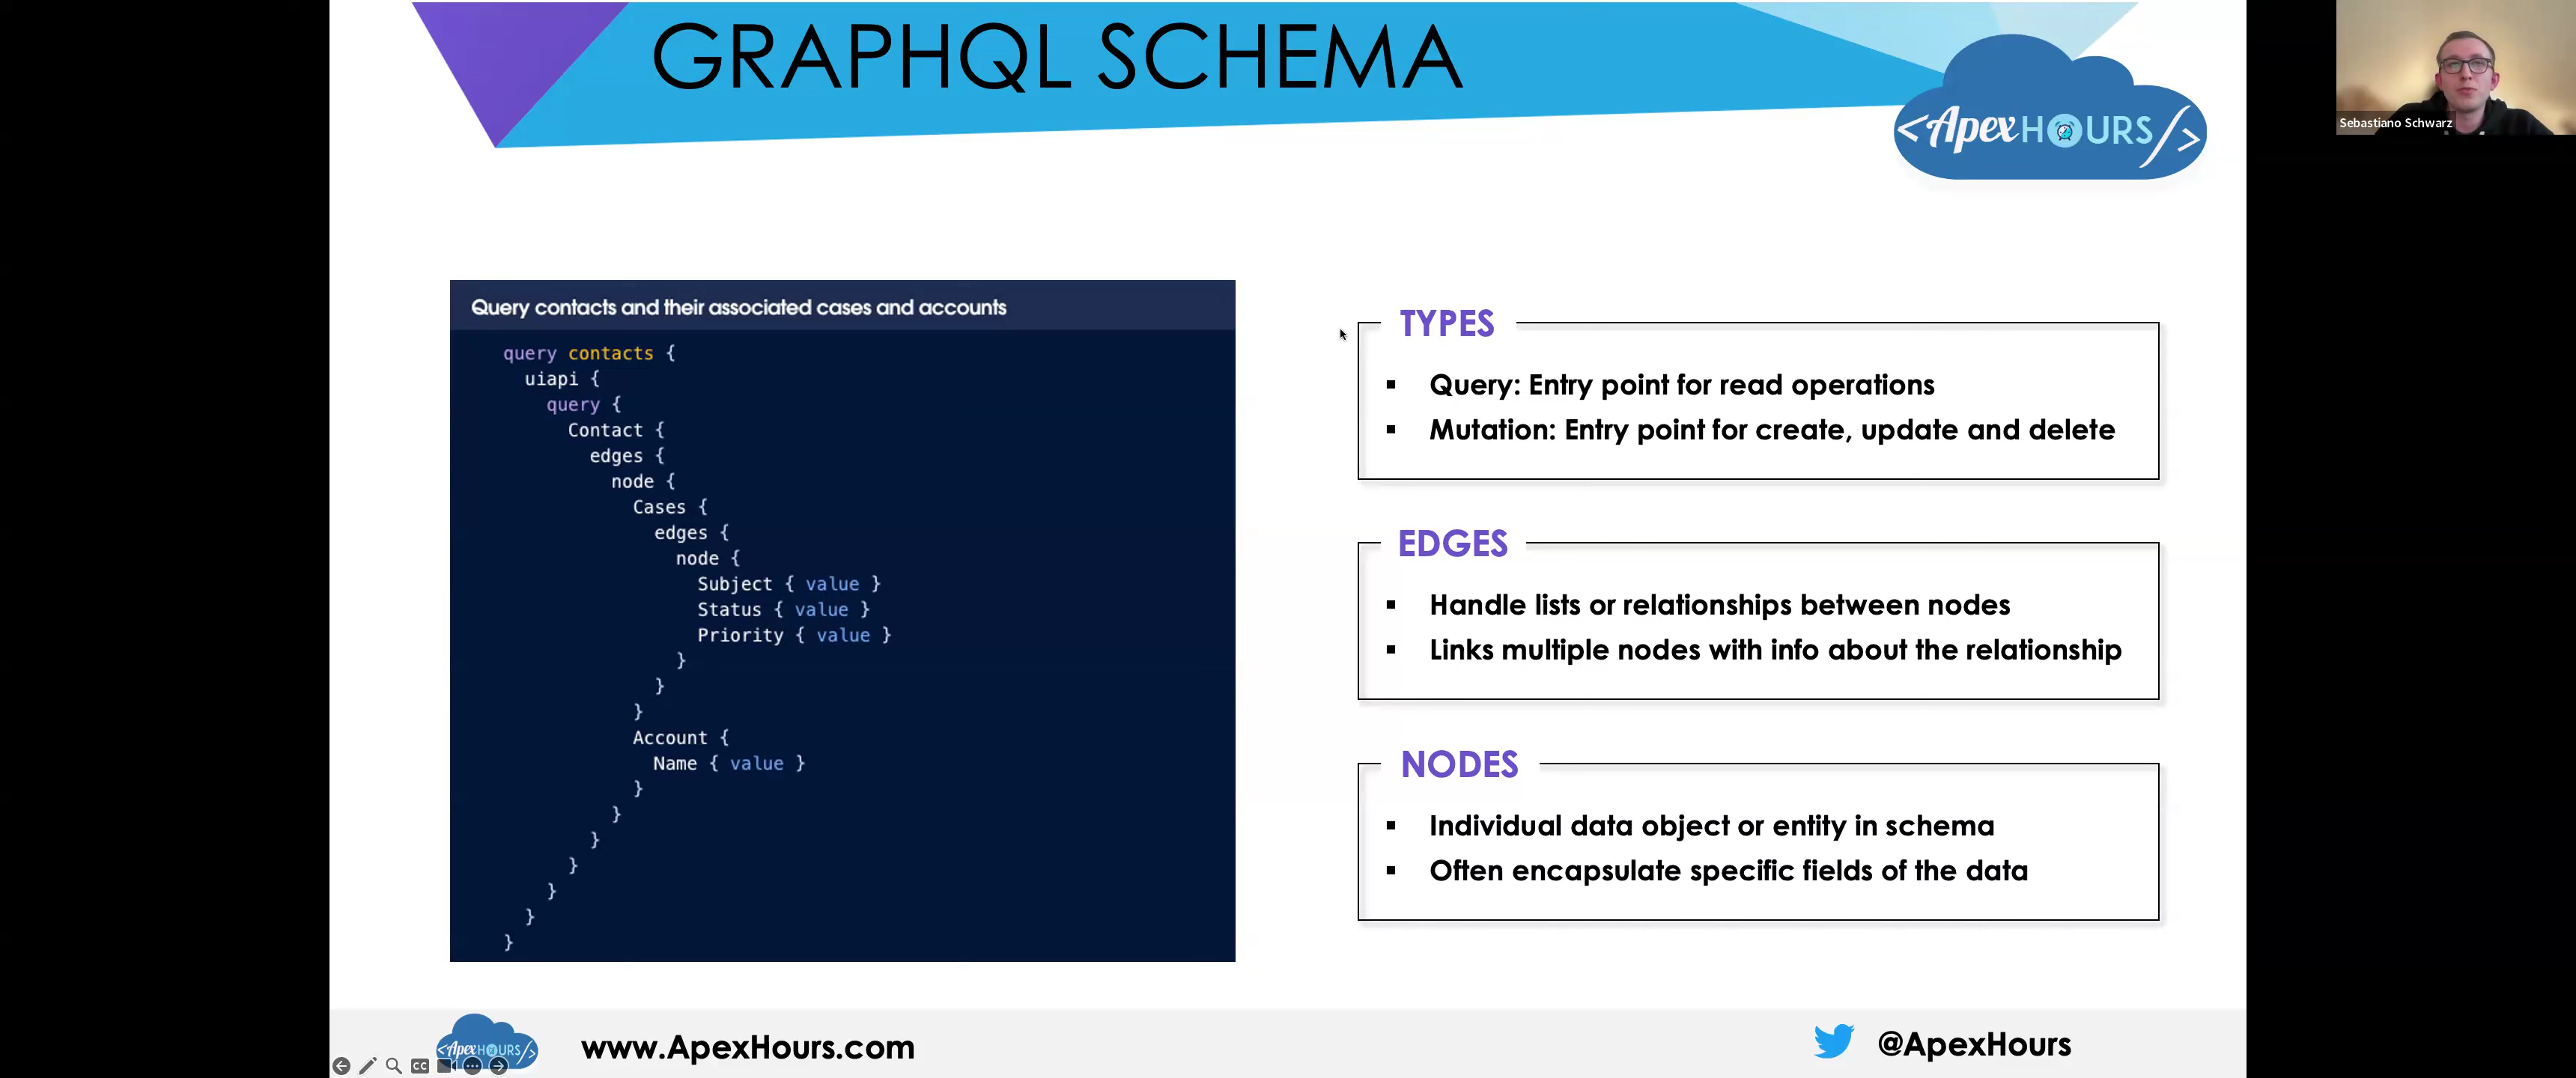 GRAPHQL SCHEMA
<ApexHOURS/>
Sebastiano Schwarz
Query contacts and their associated cases and accounts
query contacts {
uiapi {
query {
Contact {
edges {
node {
Cases {
edges {
node {
Subject { value }
Status { value }
Priority { value }
}
}
}
Account {
Name { value }
}
}
}
}
}
}
}
TYPES
▪ Query: Entry point for read operations
▪ Mutation: Entry point for create, update and delete
EDGES
▪ Handle lists or relationships between nodes
▪ Links multiple nodes with info about the relationship
NODES
▪ Individual data object or entity in schema
▪ Often encapsulate specific fields of the data
<ApexHOURS/>
www.ApexHours.com
@ApexHours
CC